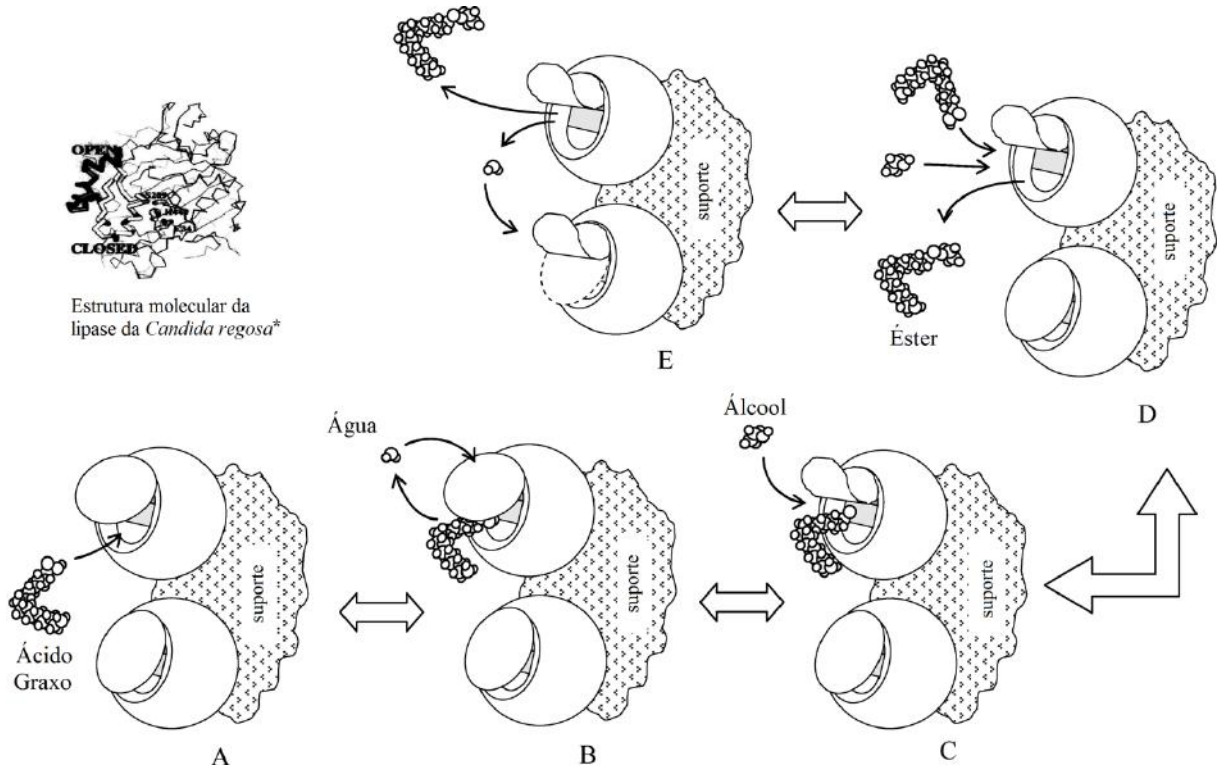 OPEN
CLOSED
Estrutura molecular da
lipase da Candida regosa*
suporte
E
suporte
Éster
D
Ácido
Graxo
suporte
A
Água
suporte
B
Álcool
suporte
C